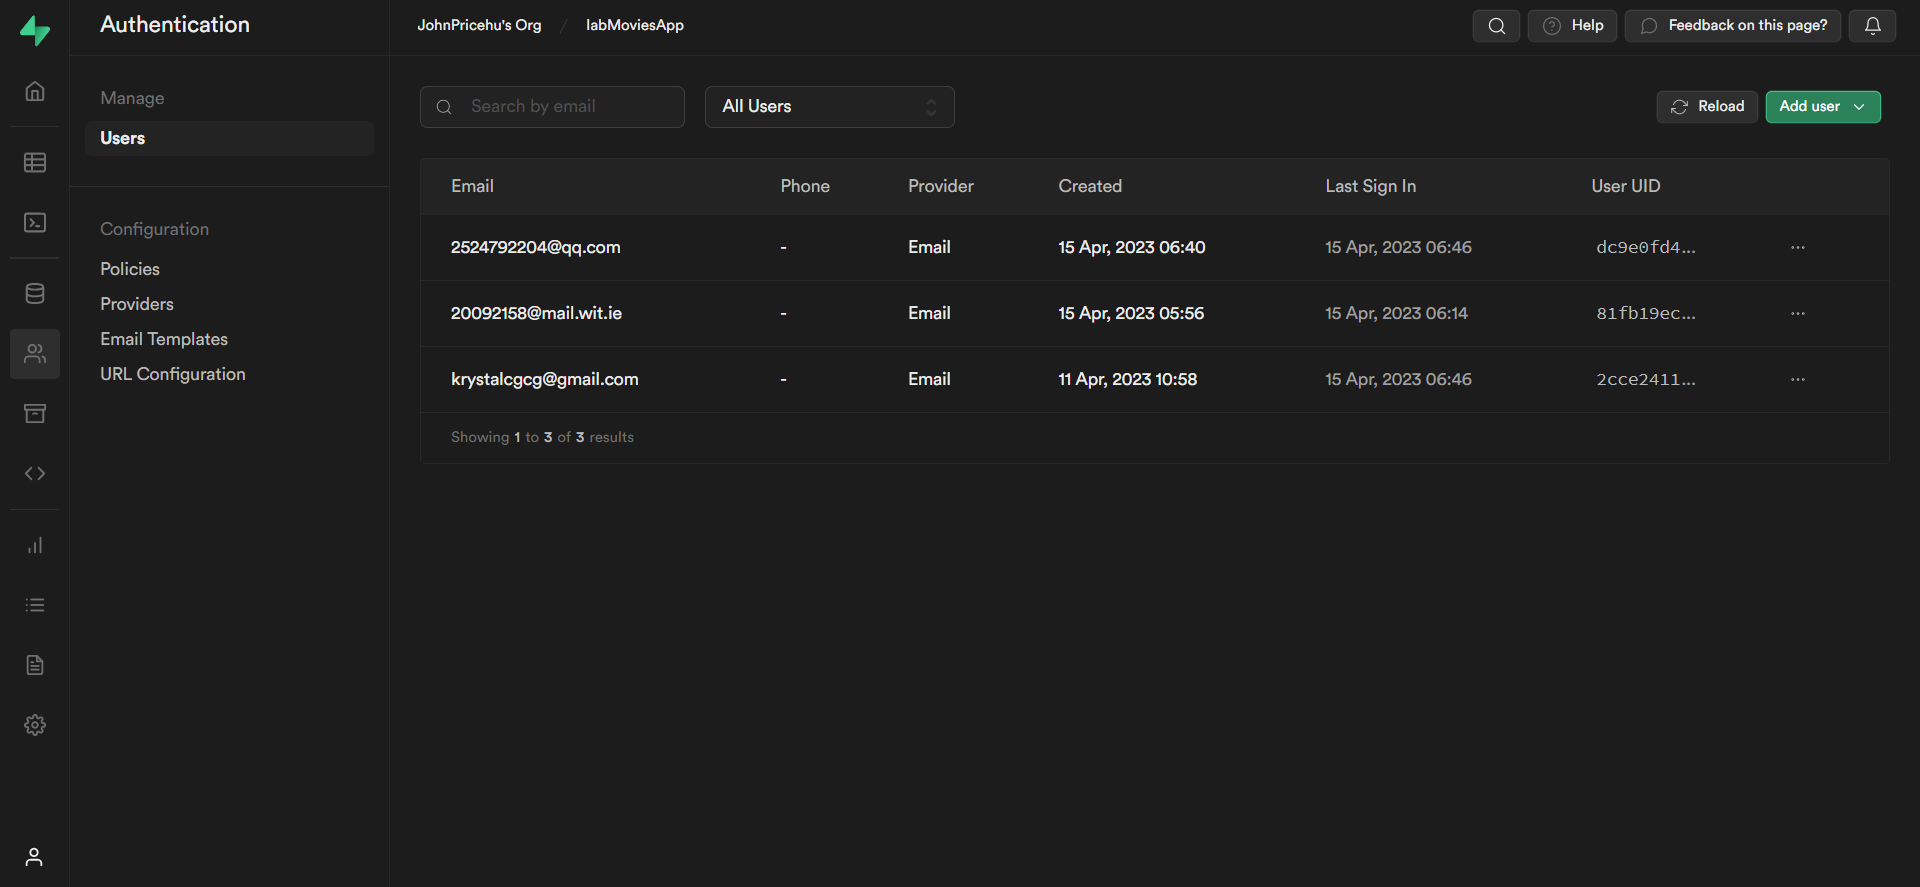 Authentication
JohnPricehu's Org / labMoviesApp
Help
Feedback on this page?
Manage
Users
Configuration
Policies
Providers
Email Templates
URL Configuration
Search by email
All Users
Reload
Add user
Email Phone Provider Created Last Sign In User UID
2524792204@qq.com - Email 15 Apr, 2023 06:40 15 Apr, 2023 06:46 dc9e0fd4...
20092158@mail.wit.ie - Email 15 Apr, 2023 05:56 15 Apr, 2023 06:14 81fb19ec...
krystalcgcg@gmail.com - Email 11 Apr, 2023 10:58 15 Apr, 2023 06:46 2cce2411...
Showing 1 to 3 of 3 results